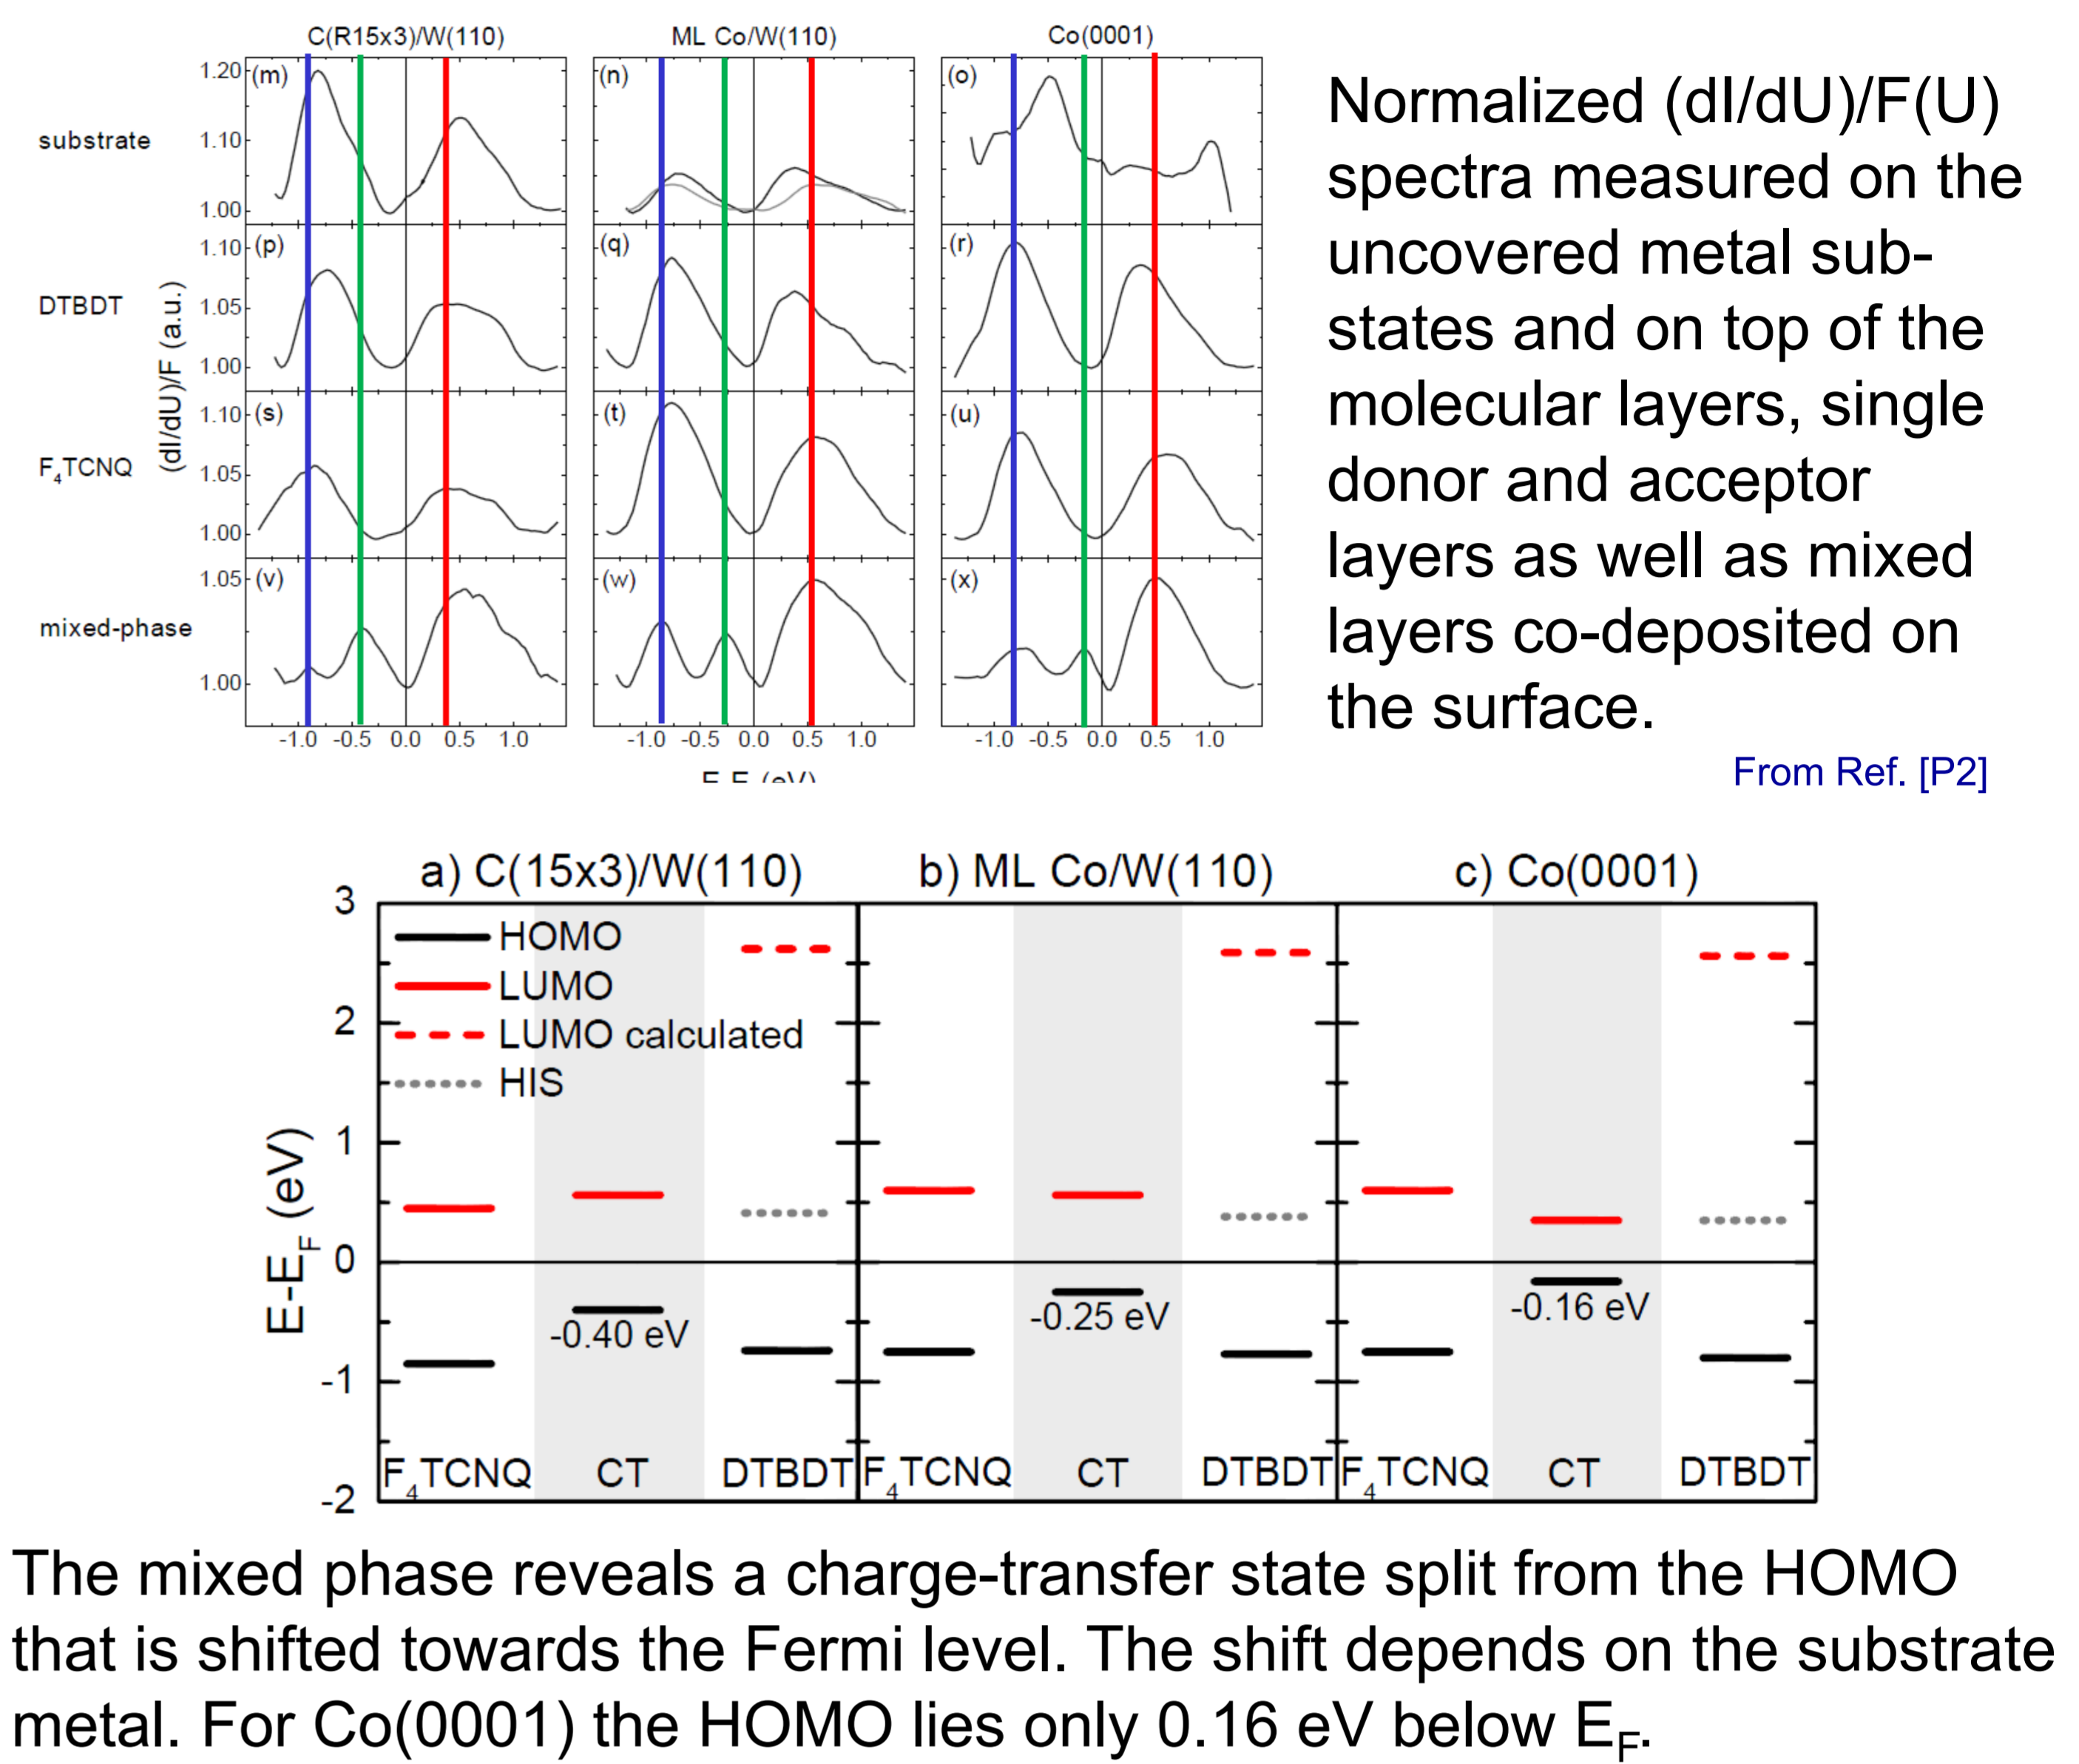 C(R15x3)/W(110) ML Co/W(110) Co(0001)
substrate
DTBDT
F4TCNQ
mixed-phase
(dI/dU)/F (a.u.)
1.20 (m) (n) (o)
1.10
1.00
1.10 (p) (q) (r)
1.05
1.00
1.10 (s) (t) (u)
1.05
1.00
1.05 (v) (w) (x)
1.00
-1.0 -0.5 0.0 0.5 1.0 -1.0 -0.5 0.0 0.5 1.0 -1.0 -0.5 0.0 0.5 1.0
Normalized (dI/dU)/F(U)
spectra measured on the
uncovered metal sub-
states and on top of the
molecular layers, single
donor and acceptor
layers as well as mixed
layers co-deposited on
the surface.
From Ref. [P2]
a) C(15x3)/W(110) b) ML Co/W(110) c) Co(0001)
HOMO
LUMO
LUMO calculated
HIS
E-EF (eV)
3
2
1
0
-1
-2
-0.40 eV -0.25 eV -0.16 eV
F4TCNQ CT DTBDT F4TCNQ CT DTBDT F4TCNQ CT DTBDT
The mixed phase reveals a charge-transfer state split from the HOMO
that is shifted towards the Fermi level. The shift depends on the substrate
metal. For Co(0001) the HOMO lies only 0.16 eV below EF.